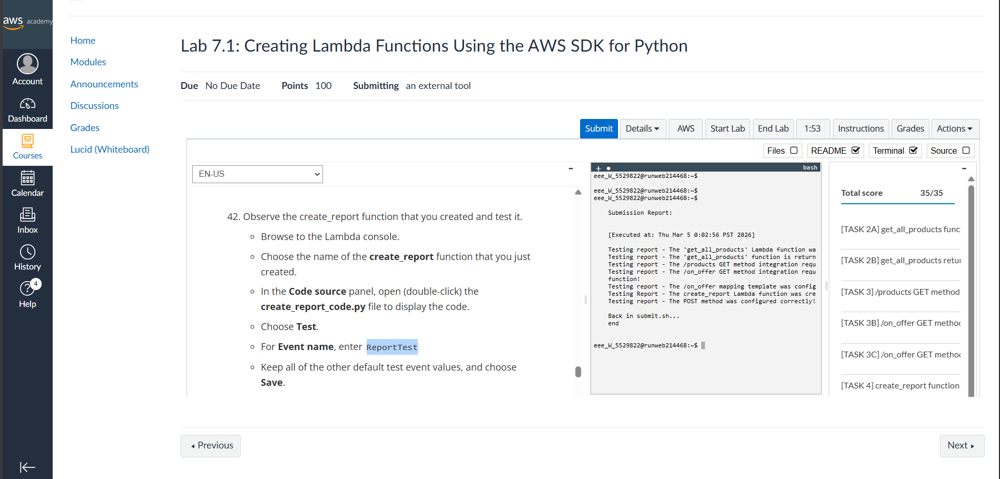 aws academy
Account
Dashboard
Courses
Calendar
Inbox
History
4
Help
Home
Modules
Announcements
Discussions
Grades
Lucid (Whiteboard)
Lab 7.1: Creating Lambda Functions Using the AWS SDK for Python
Due No Due Date Points 100 Submitting an external tool
Submit Details AWS Start Lab End Lab 1:53 Instructions Grades Actions
Files README Terminal Source
EN-US
42. Observe the create_report function that you created and test it.
Browse to the Lambda console.
Choose the name of the create_report function that you just
created.
In the Code source panel, open (double-click) the
create_report_code.py file to display the code.
Choose Test.
For Event name, enter ReportTest
Keep all of the other default test event values, and choose
Save.
+ bash
eee_W_5529822@runweb214468:~$
eee_W_5529822@runweb214468:~$
eee_W_5529822@runweb214468:~$
Submission Report:
[Executed at: Thu Mar 5 0:02:56 PST 2026]
Testing report - The 'get_all_products' Lambda function wa
Testing report - The 'get_all_products' function is return
Testing report - The /products GET method integration requ
Testing report - The /on_offer GET method integration requ
function!
Testing report - The /on_offer mapping template was config
Testing Report - The create_report Lambda function was cre
Testing report - The POST method was configured correctly!
Back in submit.sh...
end
eee_W_5529822@runweb214468:~$
Total score 35/35
[TASK 2A] get_all_products func
[TASK 2B] get_all_products retu
[TASK 3] /products GET method
[TASK 3B] /on_offer GET metho
[TASK 3C] /on_offer GET metho
[TASK 4] create_report function
Previous
Next